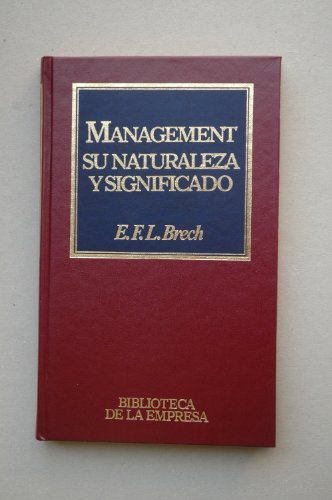 MANAGEMENT
SU NATURALEZA
Y SIGNIFICADO
E.F.L. Brech
BIBLIOTECA
DE LA EMPRESA